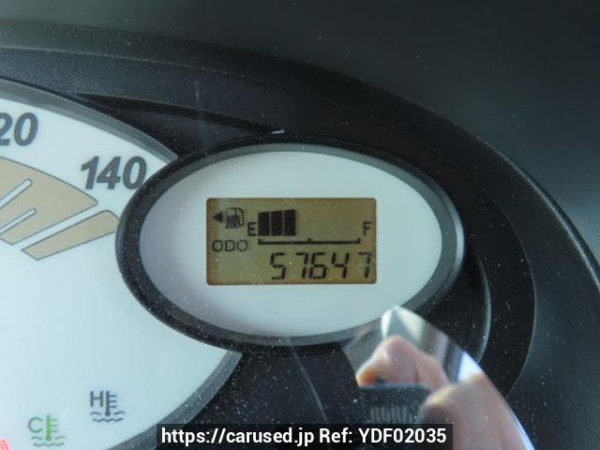 20
140
E F
ODO
57647
H
C
https://carused.jp Ref: YDF02035